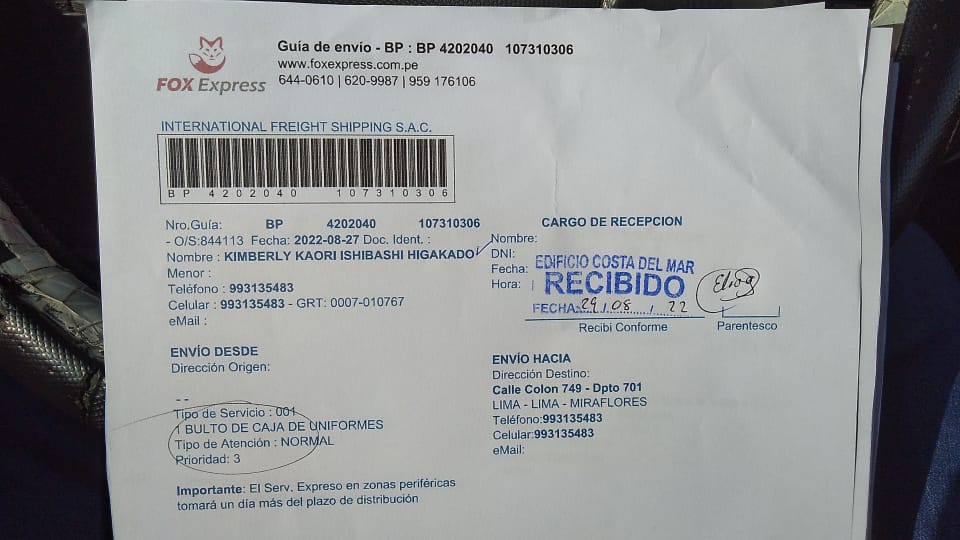 FOX Express
Guía de envío - BP : BP 4202040 107310306
www.foxexpress.com.pe
644-0610 | 620-9987 | 959 176106
INTERNATIONAL FREIGHT SHIPPING S.A.C.
BP 4202040 107310306
Nro.Guía: BP 4202040 107310306
- O/S:844113 Fecha: 2022-08-27 Doc. Ident. :
Nombre : KIMBERLY KAORI ISHIBASHI HIGAKADO
Menor :
Teléfono : 993135483
Celular : 993135483 - GRT: 0007-010767
eMail :
CARGO DE RECEPCION
Nombre:
DNI:
Fecha:
Hora:
EDIFICIO COSTA DEL MAR
RECIBIDO
FECHA: 29 / 08 / 22
Recibi Conforme
Parentesco
ENVÍO DESDE
Dirección Origen:
- -
Tipo de Servicio : 001
1 BULTO DE CAJA DE UNIFORMES
Tipo de Atención : NORMAL
Prioridad: 3
Importante: El Serv. Expreso en zonas periféricas
tomará un día más del plazo de distribución
ENVÍO HACIA
Dirección Destino:
Calle Colon 749 - Dpto 701
LIMA - LIMA - MIRAFLORES
Teléfono:993135483
Celular:993135483
eMail: